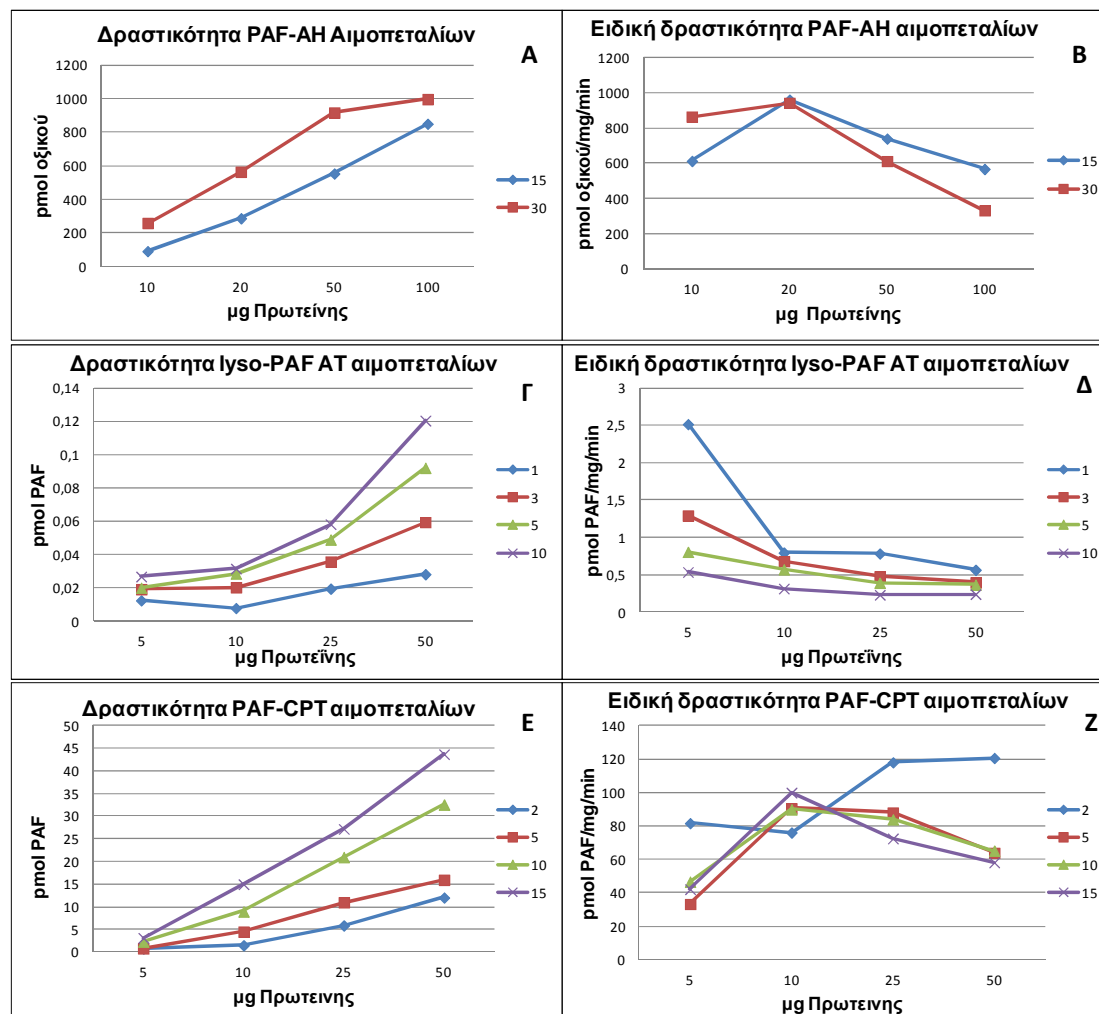 Δραστικότητα PAF-AH Αιμοπεταλίων
Α
1200
1000
800
600
400
200
0
pmol οξικού
10 20 50 100
μg Πρωτείνης
15
30
Ειδική δραστικότητα PAF-AH αιμοπεταλίων
Β
1200
1000
800
600
400
200
0
pmol οξικού/mg/min
10 20 50 100
μg Πρωτείνης
15
30
Δραστικότητα lyso-PAF AT αιμοπεταλίων
Γ
0,14
0,12
0,1
0,08
0,06
0,04
0,02
0
pmol PAF
5 10 25 50
μg Πρωτεΐνης
1
3
5
10
Ειδική δραστικότητα lyso-PAF AT αιμοπεταλίων
Δ
3
2,5
2
1,5
1
0,5
0
pmol PAF/mg/min
5 10 25 50
μg Πρωτεΐνης
1
3
5
10
Δραστικότητα PAF-CPT αιμοπεταλίων
Ε
50
45
40
35
30
25
20
15
10
5
0
pmol PAF
5 10 25 50
μg Πρωτεινης
2
5
10
15
Ειδική δραστικότητα PAF-CPT αιμοπεταλίων
Ζ
140
120
100
80
60
40
20
0
pmol PAF/mg/min
5 10 25 50
μg Πρωτεινης
2
5
10
15